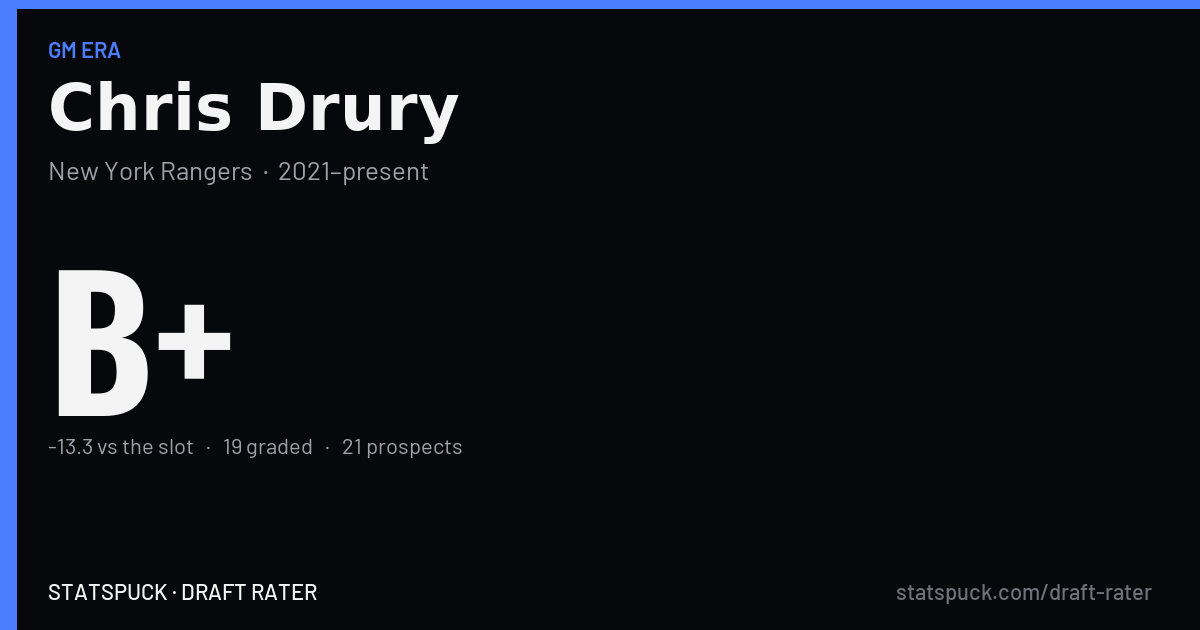 GM ERA
Chris Drury
New York Rangers · 2021–present
B+
-13.3 vs the slot · 19 graded · 21 prospects
STATSPUCK · DRAFT RATER
statspuck.com/draft-rater